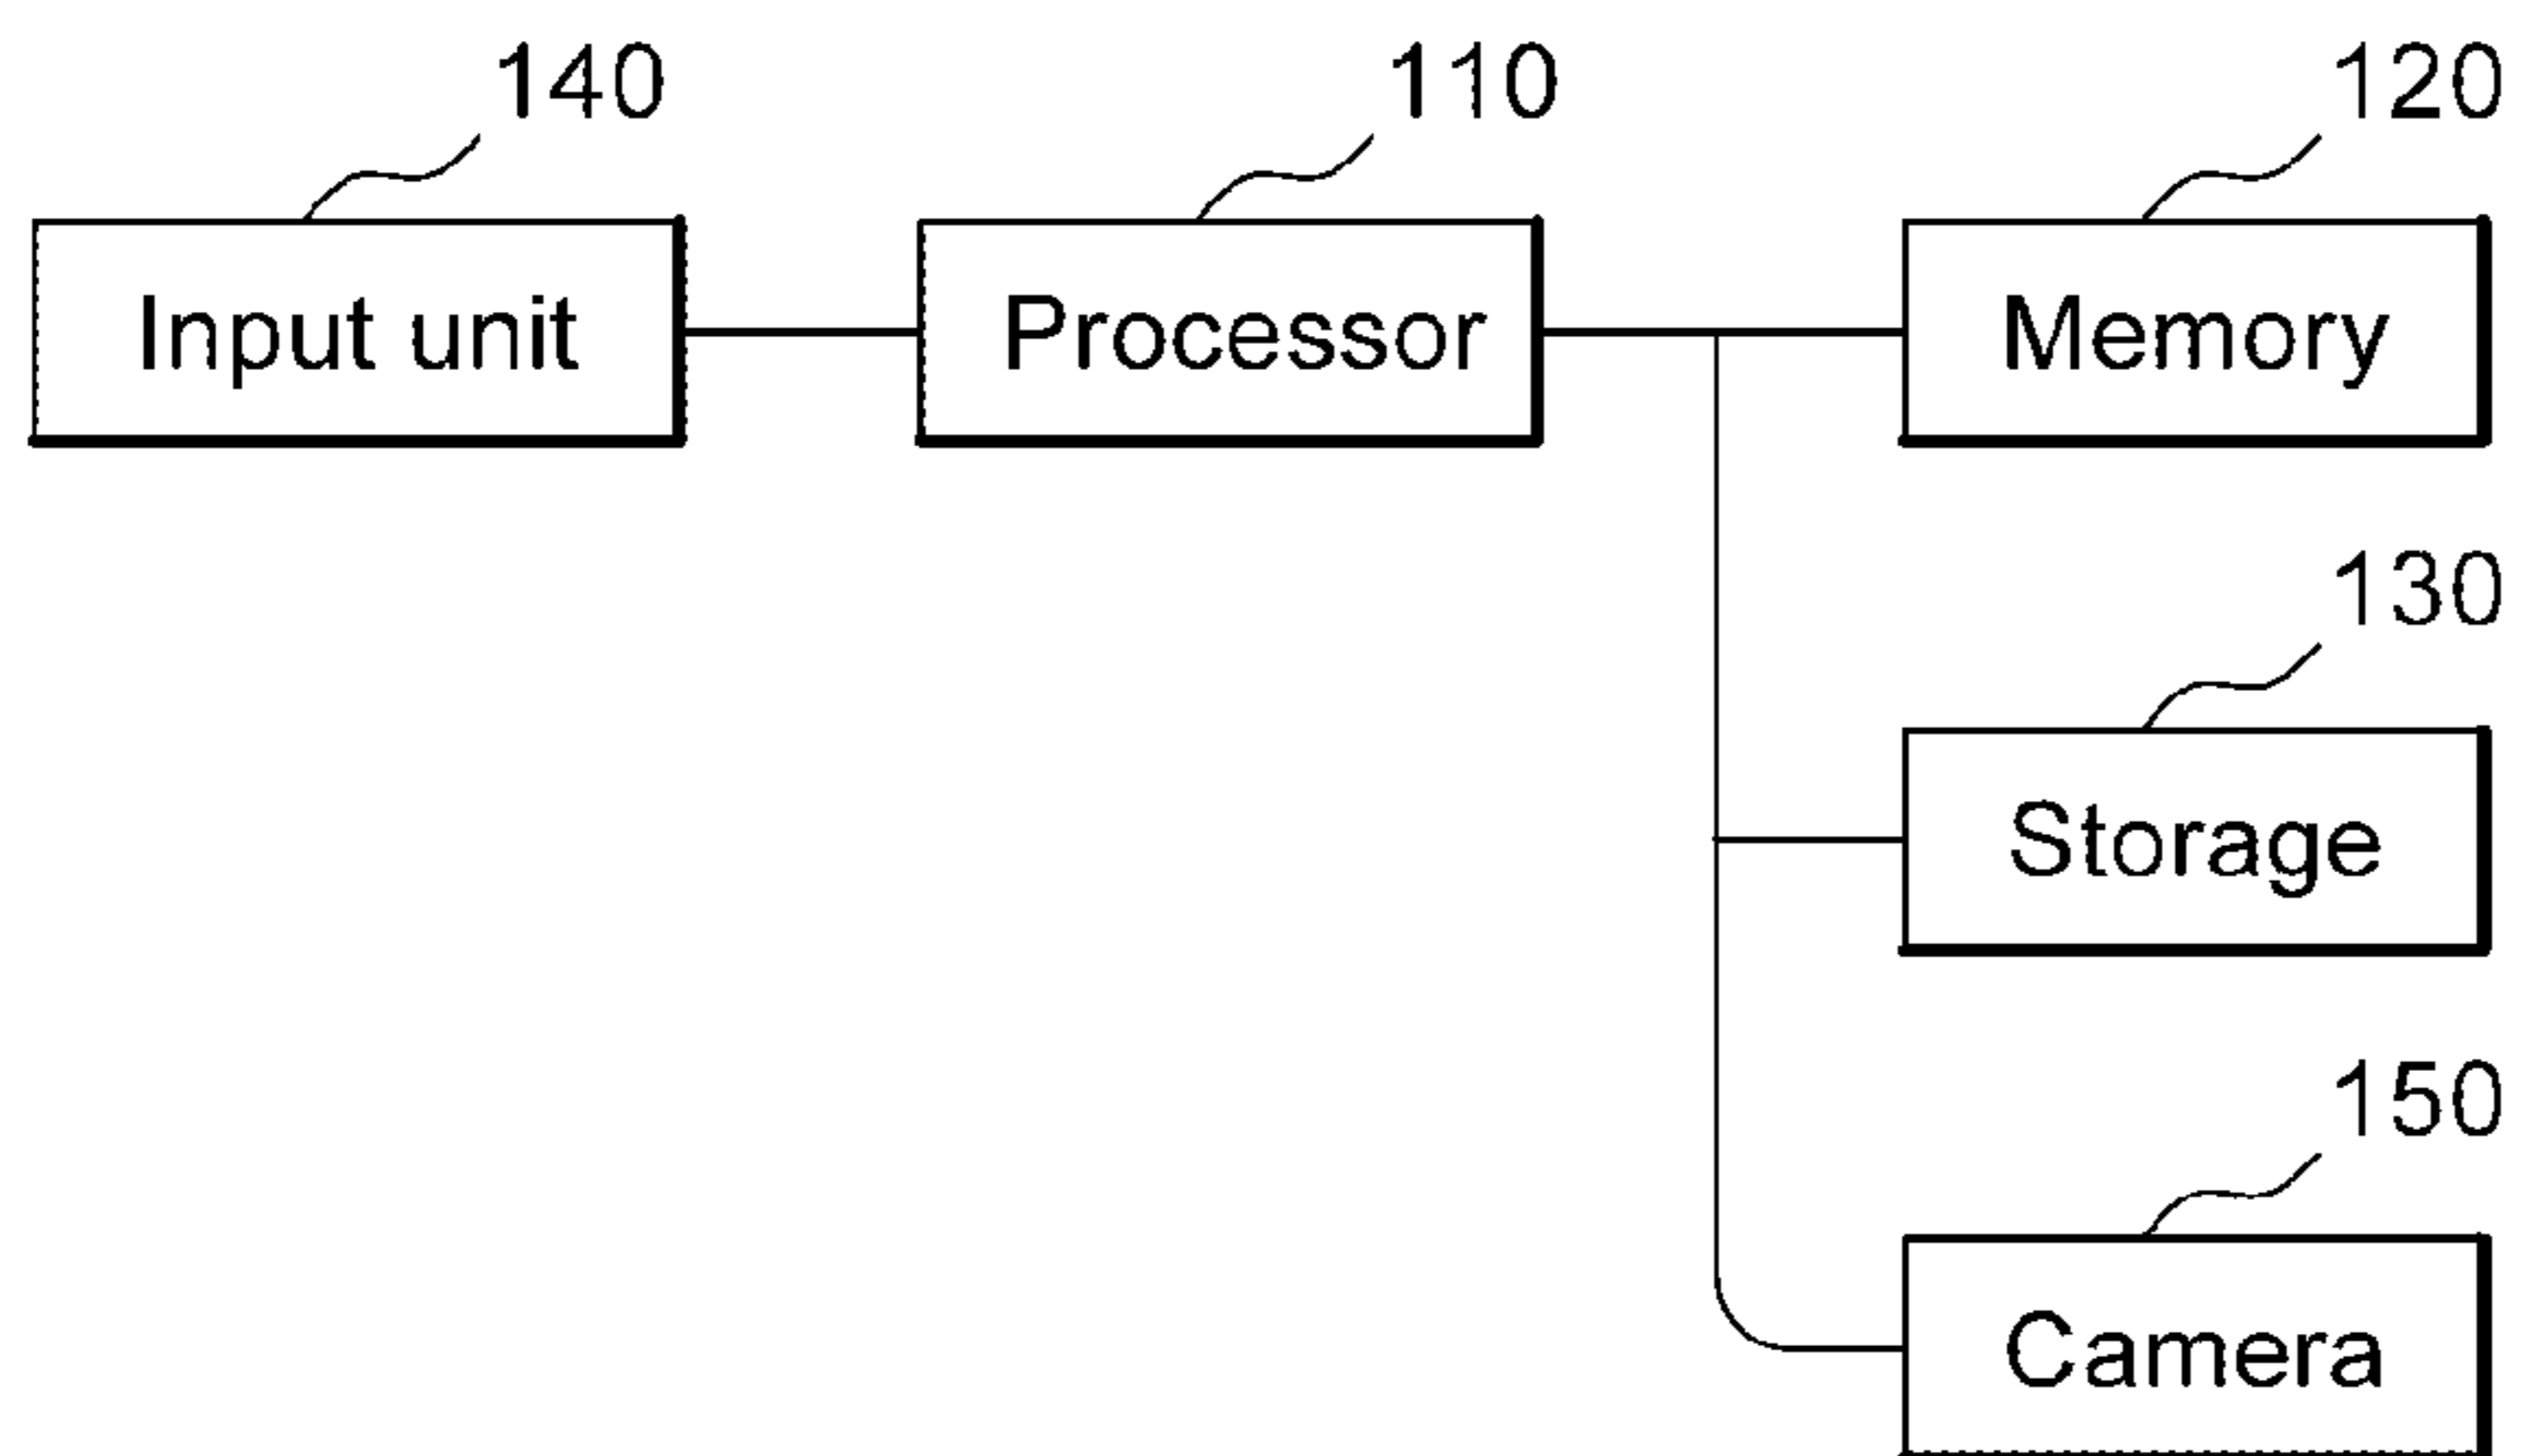 140
110
120
Input unit
Processor
Memory
130
Storage
150
Camera